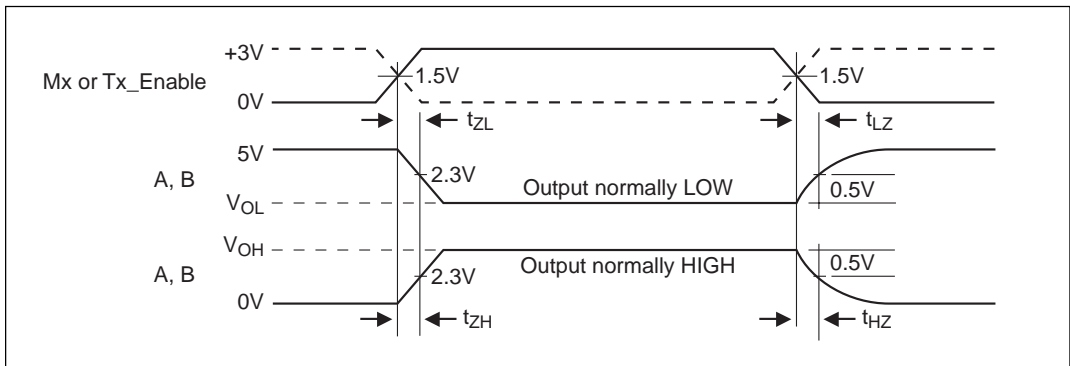 +3V
Mx or Tx_Enable
1.5V
1.5V
0V
tZL
tLZ
5V
A, B
2.3V
Output normally LOW
0.5V
VOL
VOH
A, B
2.3V
Output normally HIGH
0.5V
0V
tZH
tHZ